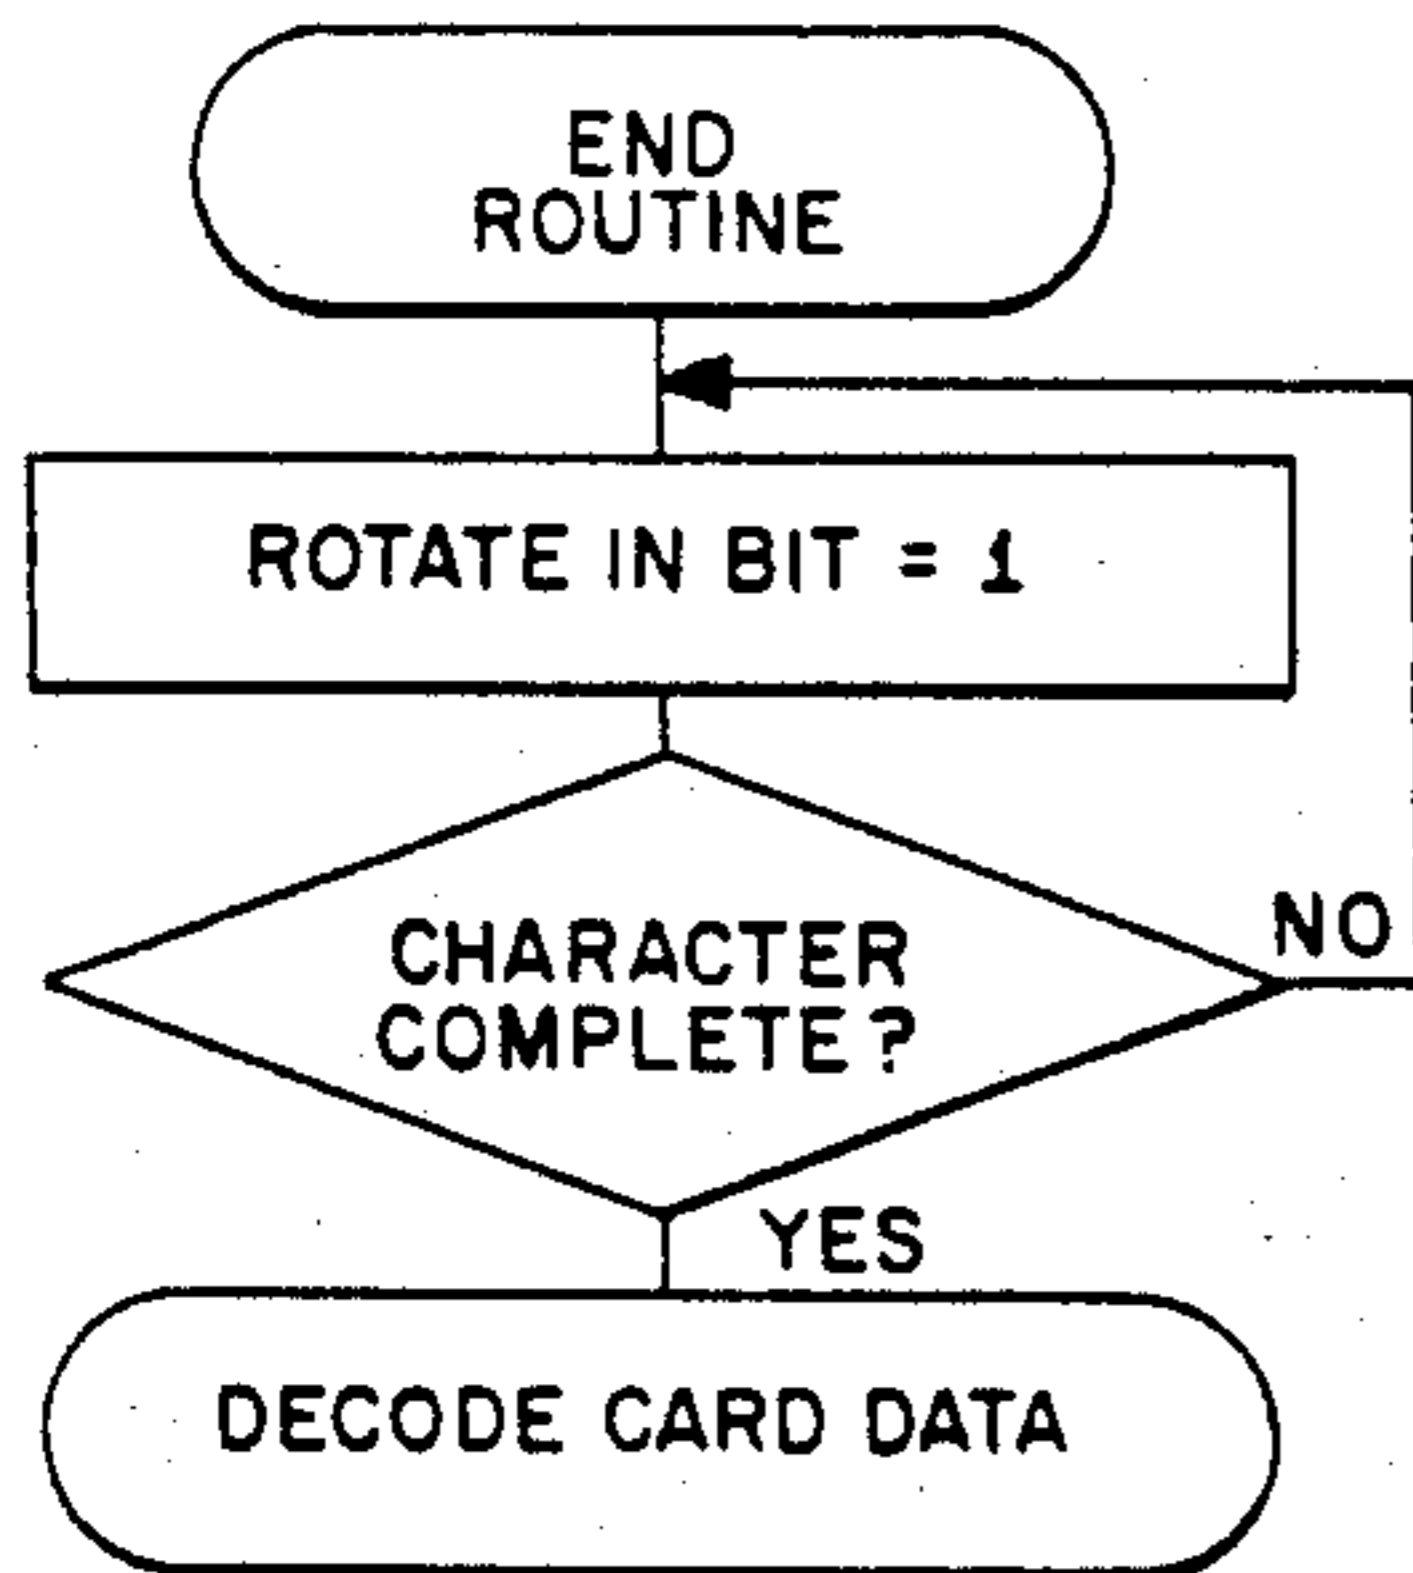 END
ROUTINE
ROTATE IN BIT = 1
CHARACTER
COMPLETE?
NO
YES
DECODE CARD DATA